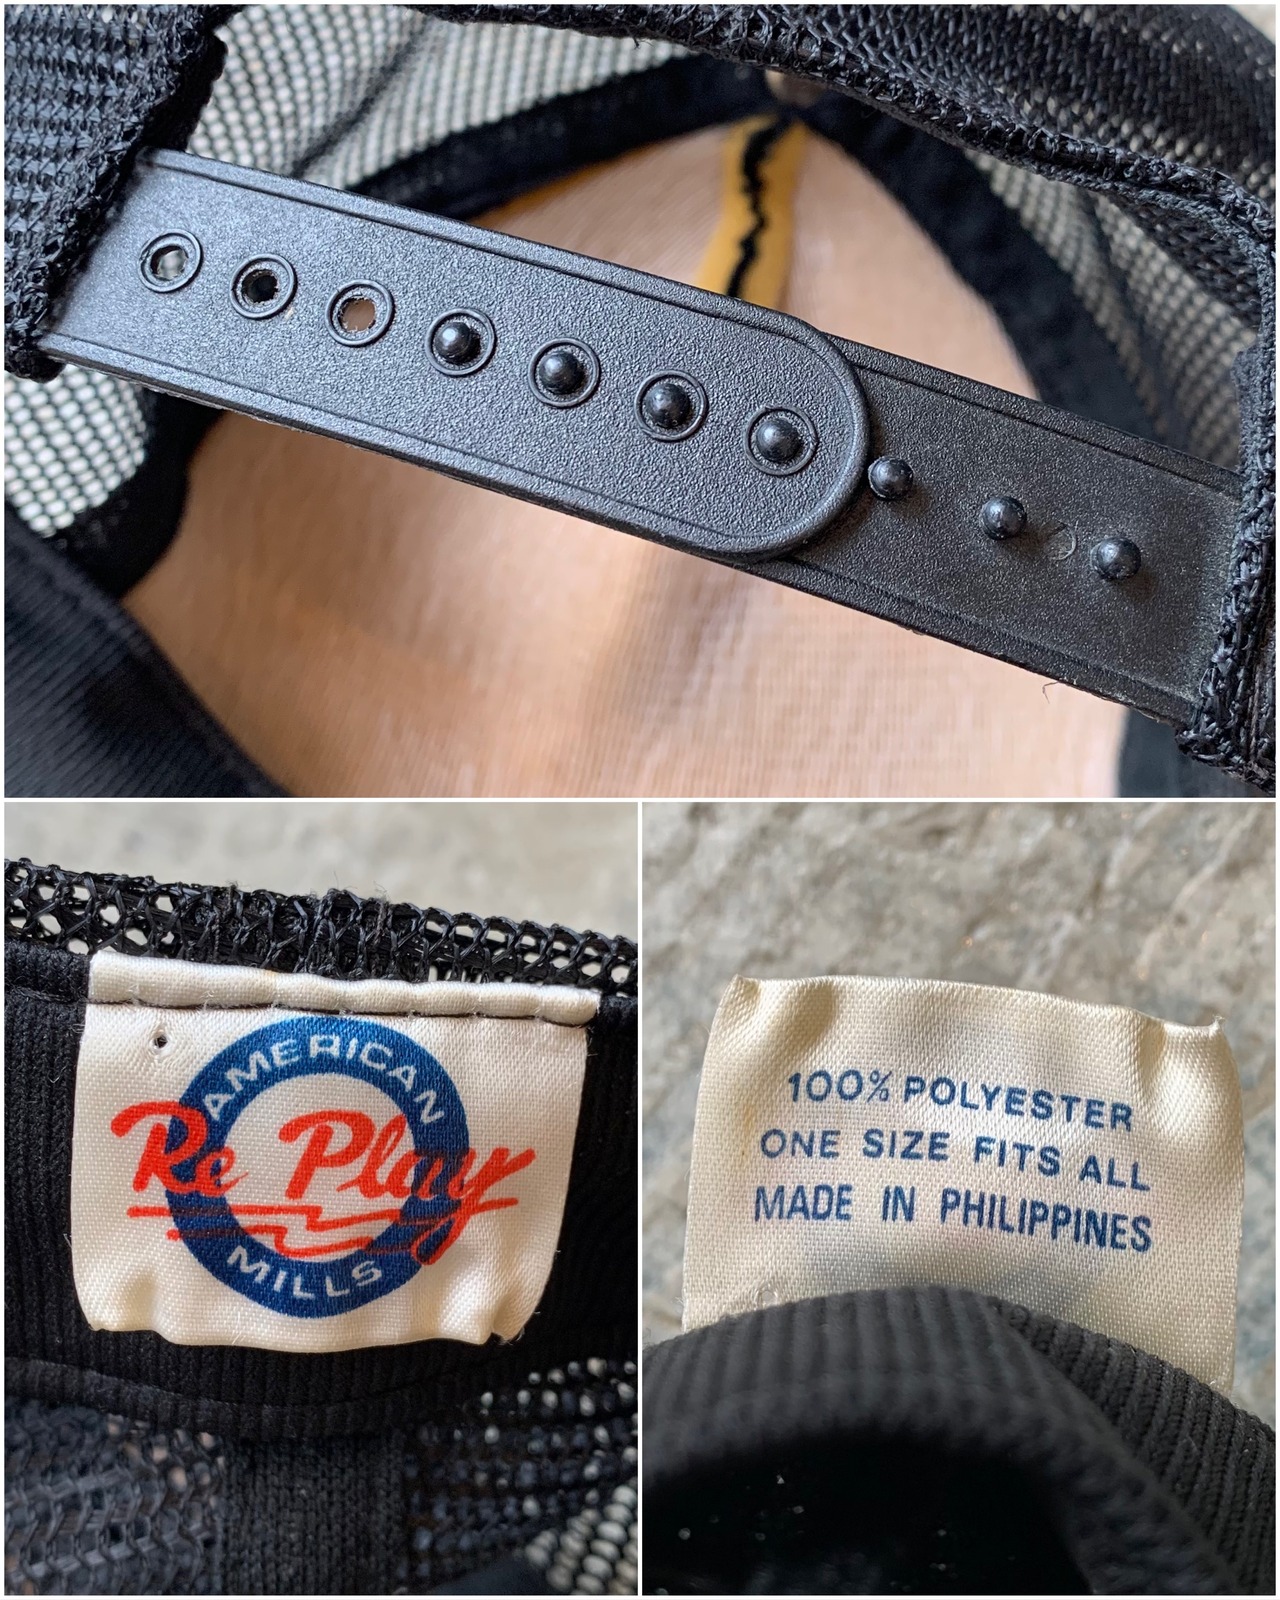 AMERICAN
Re Play
MILLS
100% POLYESTER
ONE SIZE FITS ALL
MADE IN PHILIPPINES